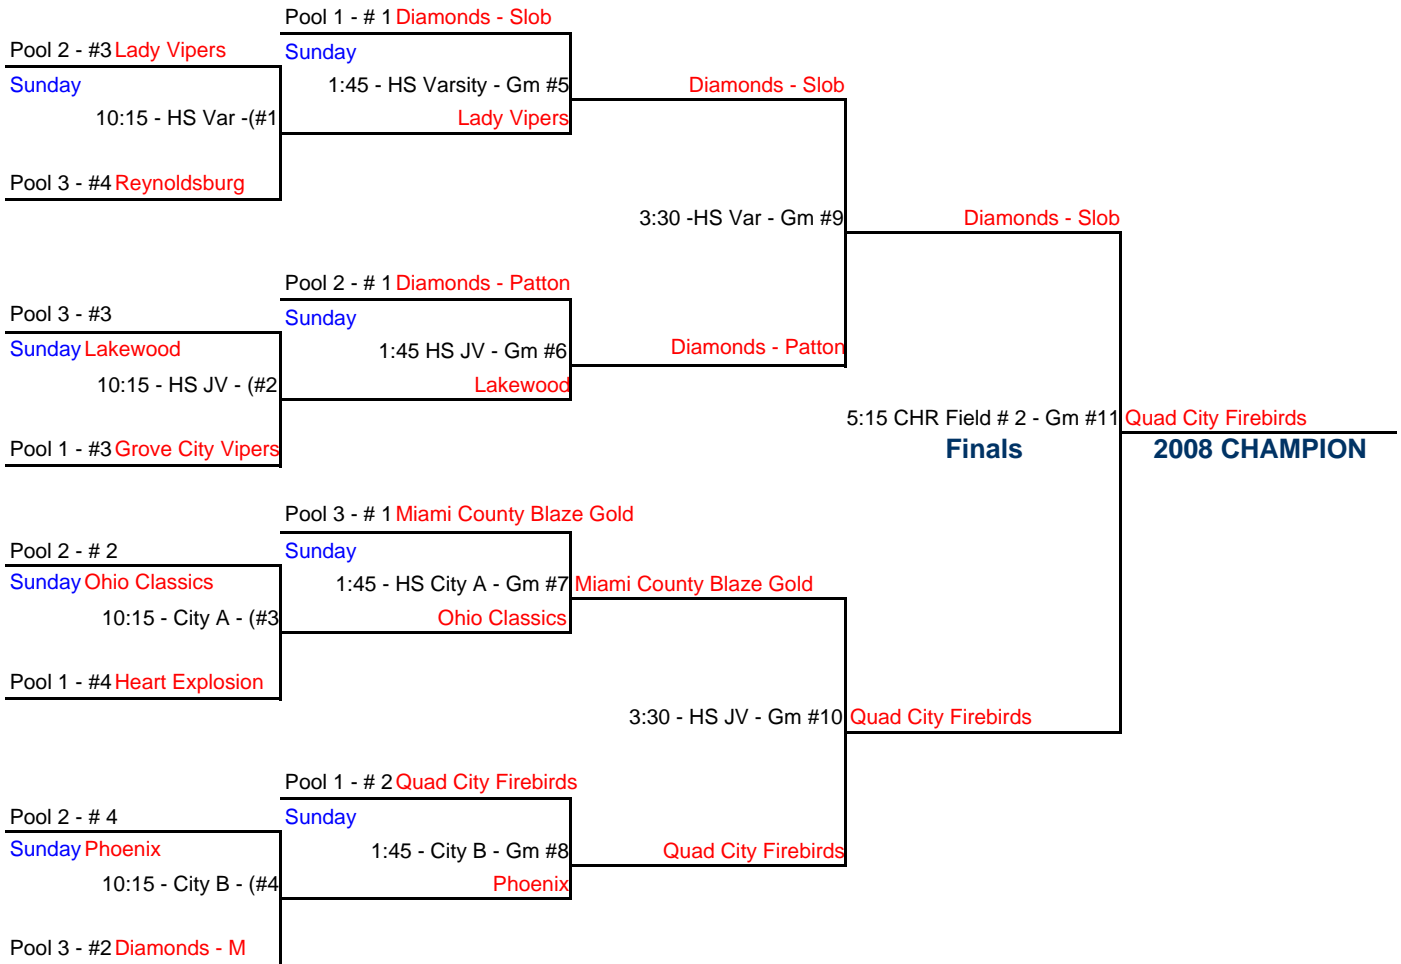 Pool 1 - # 1 Diamonds - Slob
Pool 2 - #3 Lady Vipers
Sunday
Sunday
1:45 - HS Varsity - Gm #5
Diamonds - Slob
10:15 - HS Var -(#1
Lady Vipers
Pool 3 - #4 Reynoldsburg
3:30 -HS Var - Gm #9
Diamonds - Slob
Pool 2 - # 1 Diamonds - Patton
Pool 3 - #3
Sunday
Sunday Lakewood
1:45 HS JV - Gm #6
Diamonds - Patton
10:15 - HS JV - (#2
Lakewood
5:15 CHR Field # 2 - Gm #11
Quad City Firebirds
Pool 1 - #3 Grove City Vipers
Finals
2008 CHAMPION
Pool 3 - # 1 Miami County Blaze Gold
Pool 2 - # 2
Sunday
Sunday Ohio Classics
1:45 - HS City A - Gm #7
Miami County Blaze Gold
10:15 - City A - (#3
Ohio Classics
Pool 1 - #4 Heart Explosion
3:30 - HS JV - Gm #10
Quad City Firebirds
Pool 1 - # 2 Quad City Firebirds
Pool 2 - # 4
Sunday
Sunday Phoenix
1:45 - City B - Gm #8
Quad City Firebirds
10:15 - City B - (#4
Phoenix
Pool 3 - #2 Diamonds - M